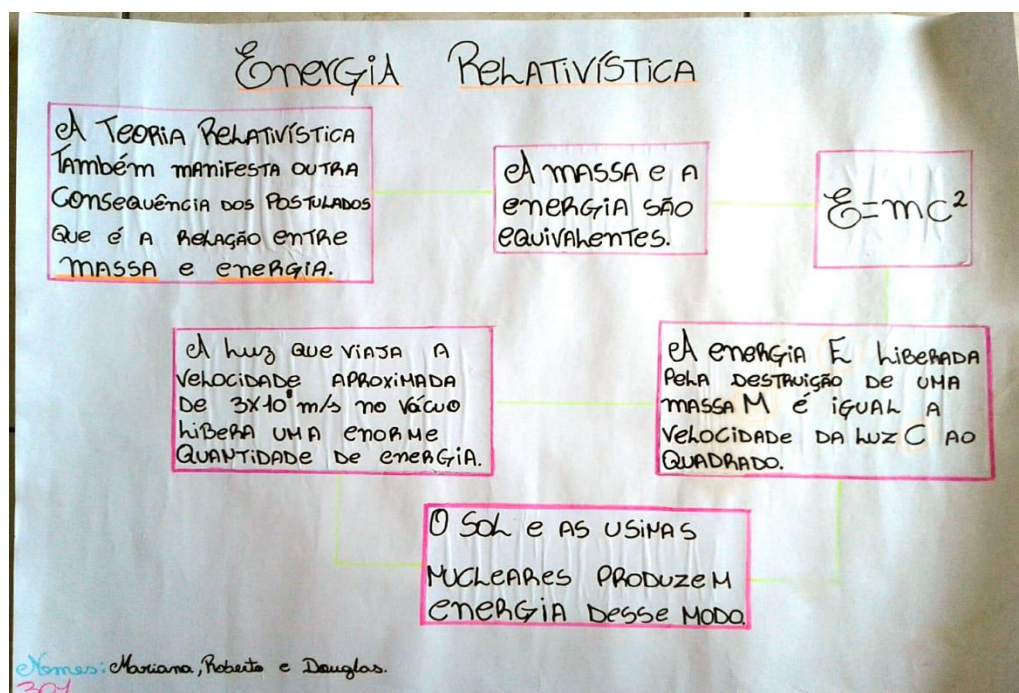 Energia Relativística
A Teoria Relativística
Também manifesta outra
consequência dos postulados
que é a relação entre
massa e energia.
A massa e a
energia são
equivalentes.
E=mc²
A luz que viaja a
velocidade aproximada
de 3x10⁸ m/s no vácuo
libera uma enorme
quantidade de energia.
A energia E liberada
pela destruição de uma
massa M é igual a
velocidade da luz C ao
quadrado.
O Sol e as usinas
nucleares produzem
energia desse modo.
Nomes: Mariana, Roberto e Douglas.
301